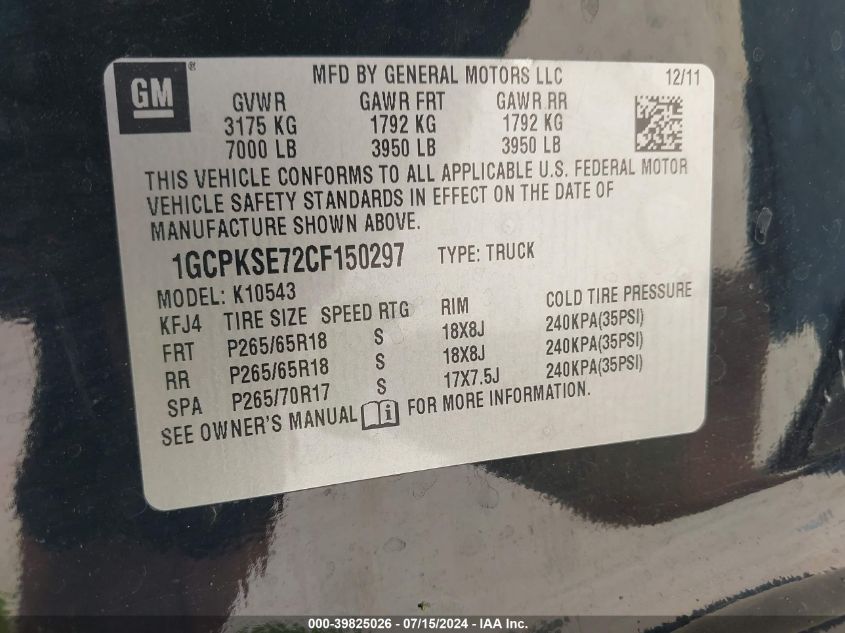 GM ® MFD BY GENERAL MOTORS LLC 12/11
GVWR GAWR FRT GAWR RR
3175 KG 1792 KG 1792 KG
7000 LB 3950 LB 3950 LB
THIS VEHICLE CONFORMS TO ALL APPLICABLE U.S. FEDERAL MOTOR
VEHICLE SAFETY STANDARDS IN EFFECT ON THE DATE OF
MANUFACTURE SHOWN ABOVE.
1GCPKSE72CF150297 TYPE: TRUCK
MODEL: K10543
KFJ4 TIRE SIZE SPEED RTG RIM COLD TIRE PRESSURE
FRT P265/65R18 S 18X8J 240KPA(35PSI)
RR P265/65R18 S 18X8J 240KPA(35PSI)
SPA P265/70R17 S 17X7.5J 240KPA(35PSI)
SEE OWNER'S MANUAL i FOR MORE INFORMATION.
000-39825026 - 07/15/2024 - IAA Inc.